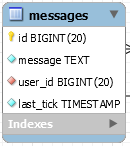 messages
id BIGINT(20)
message TEXT
user_id BIGINT(20)
last_tick TIMESTAMP
Indexes